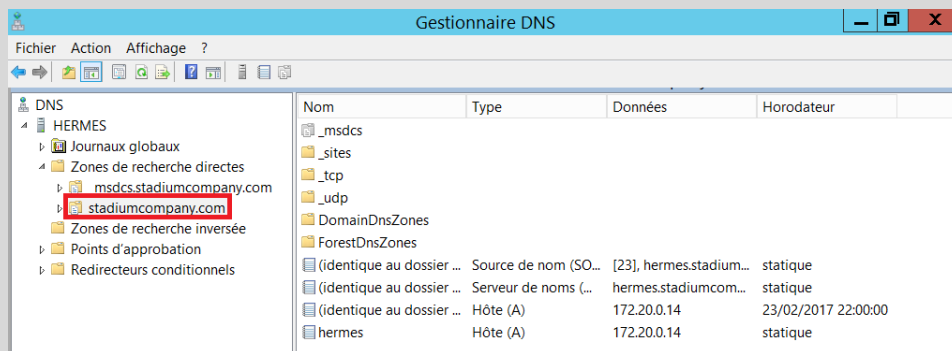 Gestionnaire DNS
Fichier Action Affichage ?
DNS
HERMES
Journaux globaux
Zones de recherche directes
_msdcs.stadiumcompany.com
stadiumcompany.com
Zones de recherche inversée
Points d'approbation
Redirecteurs conditionnels
Nom Type Données Horodateur
_msdcs
_sites
_tcp
_udp
DomainDnsZones
ForestDnsZones
(identique au dossier ... Source de nom (SO... [23], hermes.stadium... statique
(identique au dossier ... Serveur de noms (... hermes.stadiumcom... statique
(identique au dossier ... Hôte (A) 172.20.0.14 23/02/2017 22:00:00
hermes Hôte (A) 172.20.0.14 statique